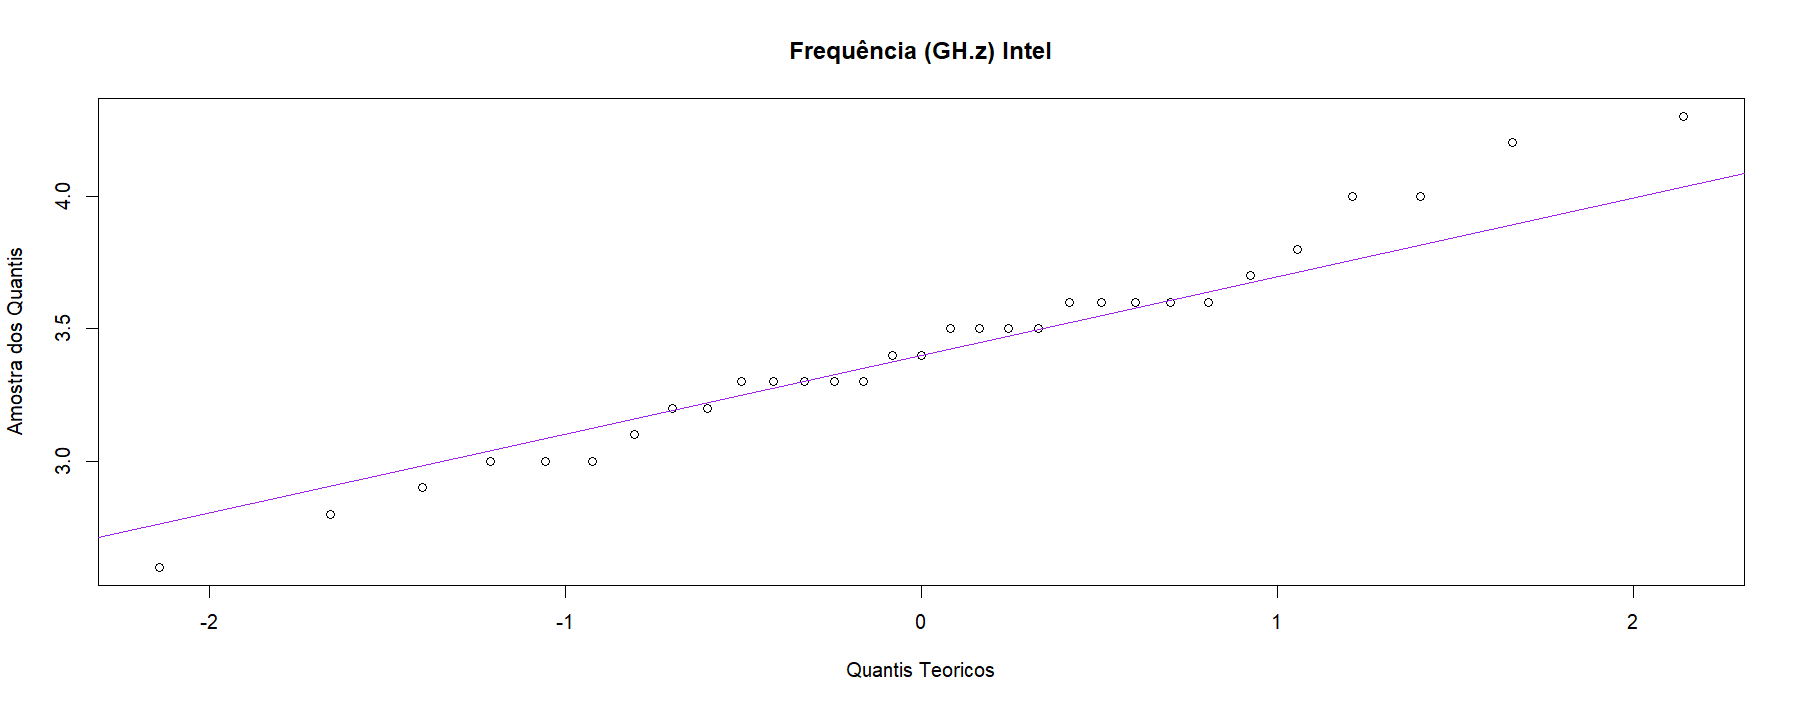 Frequência (GH.z) Intel
Amostra dos Quantis
4.0
3.5
3.0
-2 -1 0 1 2
Quantis Teoricos